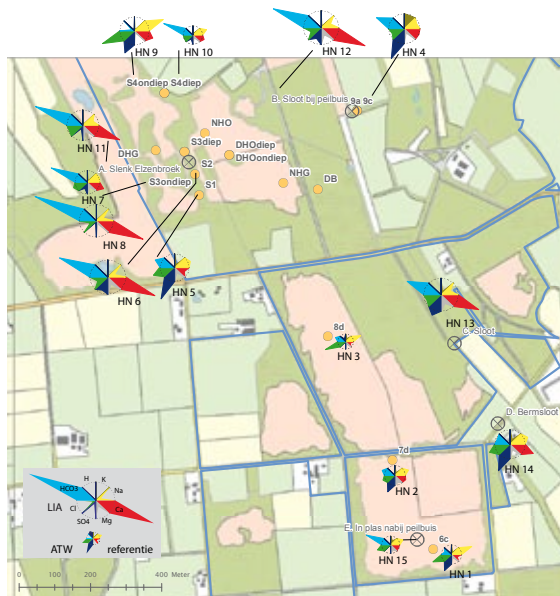 HN 9
HN 10
HN 12
HN 4
S4ondiep S4diep
B. Sloot bij peilbuis
9a 9c
NHO
HN 11
S3diep
DHOdiep
DHG
DHOondiep
A. Slenk Elzenbroek
S2
HN 7
S3ondiep
S1
NHG
DB
HN 8
HN 6
HN 5
HN 13
8d
HN 3
C. Sloot
D. Bermsloot
7d
HN 14
HN 2
H
K
HCO3
Na
LIA
Cl
Ca
SO4
Mg
E. In plas nabij peilbuis
6c
ATW
referentie
HN 15
HN 1
0
200
400 Meter